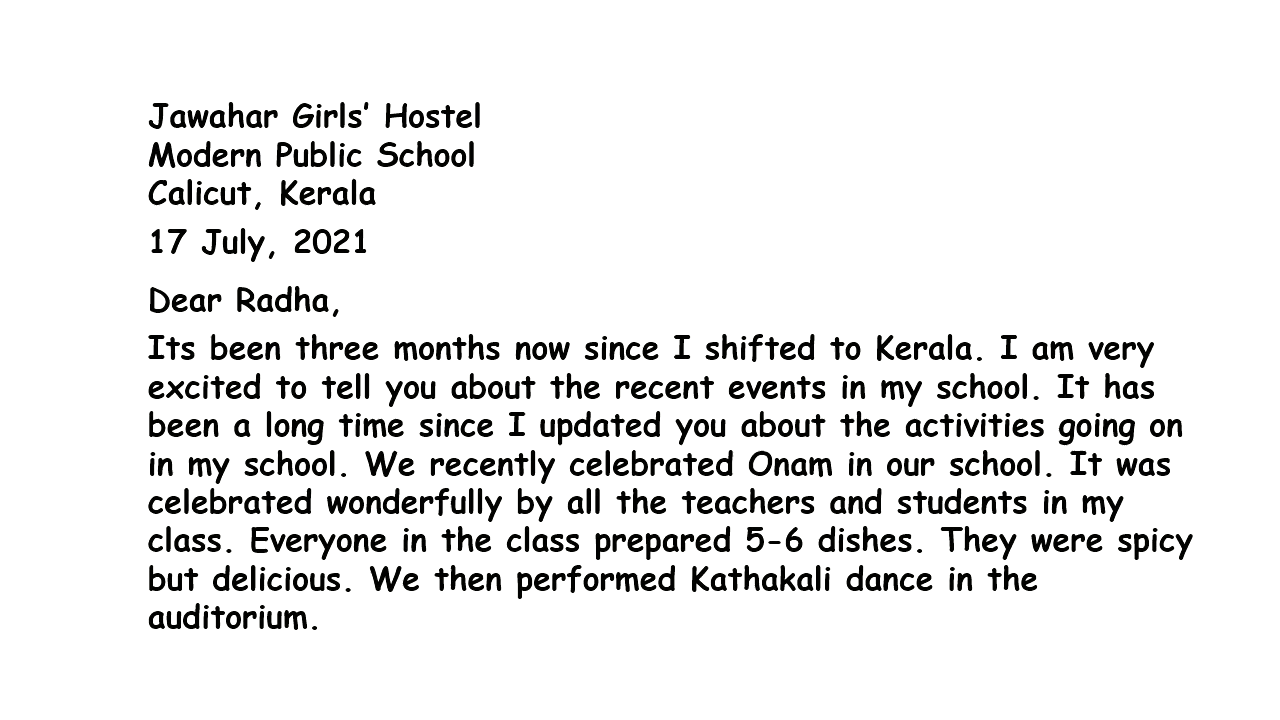 Jawahar Girls’ Hostel
Modern Public School
Calicut, Kerala
17 July, 2021
Dear Radha,
Its been three months now since I shifted to Kerala. I am very
excited to tell you about the recent events in my school. It has
been a long time since I updated you about the activities going on
in my school. We recently celebrated Onam in our school. It was
celebrated wonderfully by all the teachers and students in my
class. Everyone in the class prepared 5-6 dishes. They were spicy
but delicious. We then performed Kathakali dance in the
auditorium.